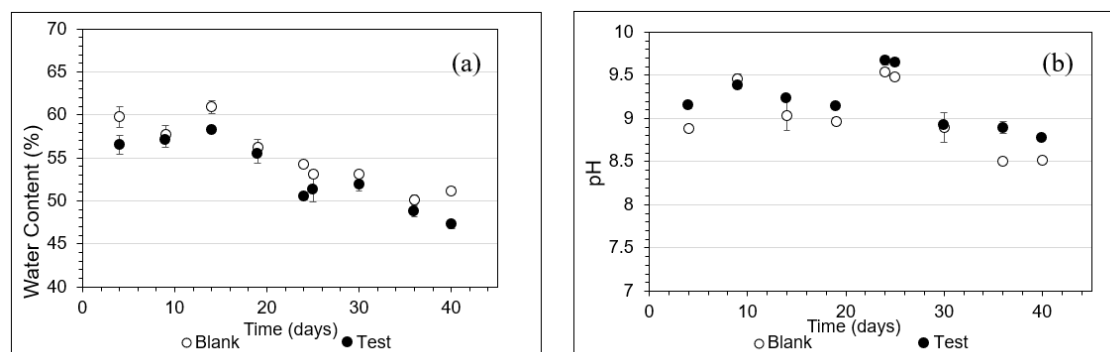 70
65
60
55
50
45
40
Water Content (%)
(a)
0 10 20 30 40
Time (days)
Blank Test
10
9.5
9
8.5
8
7.5
7
pH
(b)
0 10 20 30 40
Time (days)
Blank Test